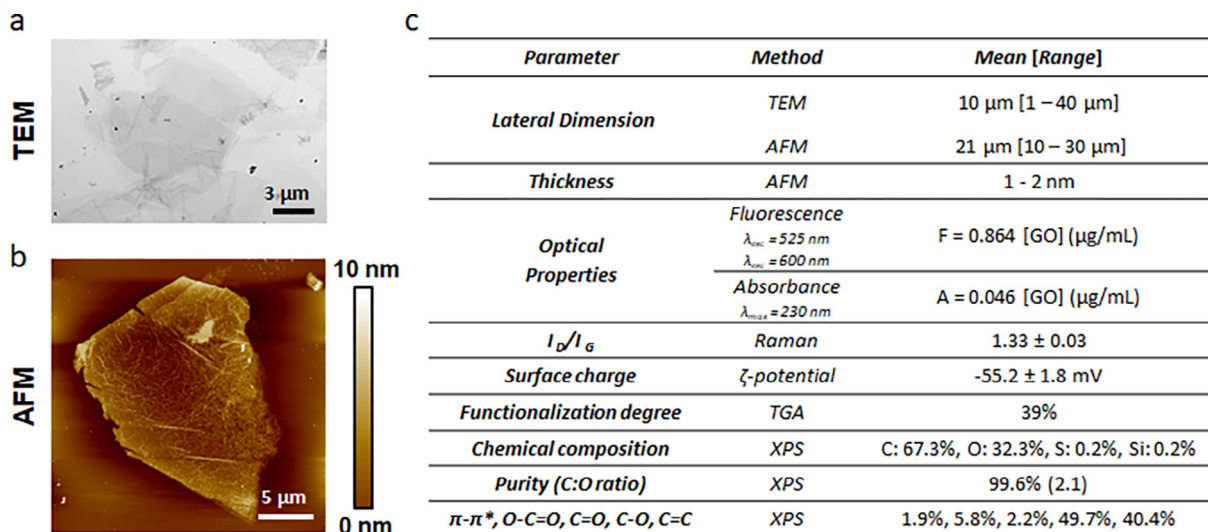 a
TEM
3 μm
b
AFM
10 nm
0 nm
5 μm
c
Parameter Method Mean [Range]
Lateral Dimension
TEM 10 μm [1 – 40 μm]
AFM 21 μm [10 – 30 μm]
Thickness AFM 1 - 2 nm
Optical
Properties
Fluorescence
λexc = 525 nm
λexc = 600 nm
F = 0.864 [GO] (μg/mL)
Absorbance
λmax = 230 nm
A = 0.046 [GO] (μg/mL)
I D/I G Raman 1.33 ± 0.03
Surface charge ζ-potential -55.2 ± 1.8 mV
Functionalization degree TGA 39%
Chemical composition XPS C: 67.3%, O: 32.3%, S: 0.2%, Si: 0.2%
Purity (C:O ratio) XPS 99.6% (2.1)
π-π*, O-C=O, C=O, C-O, C=C XPS 1.9%, 5.8%, 2.2%, 49.7%, 40.4%